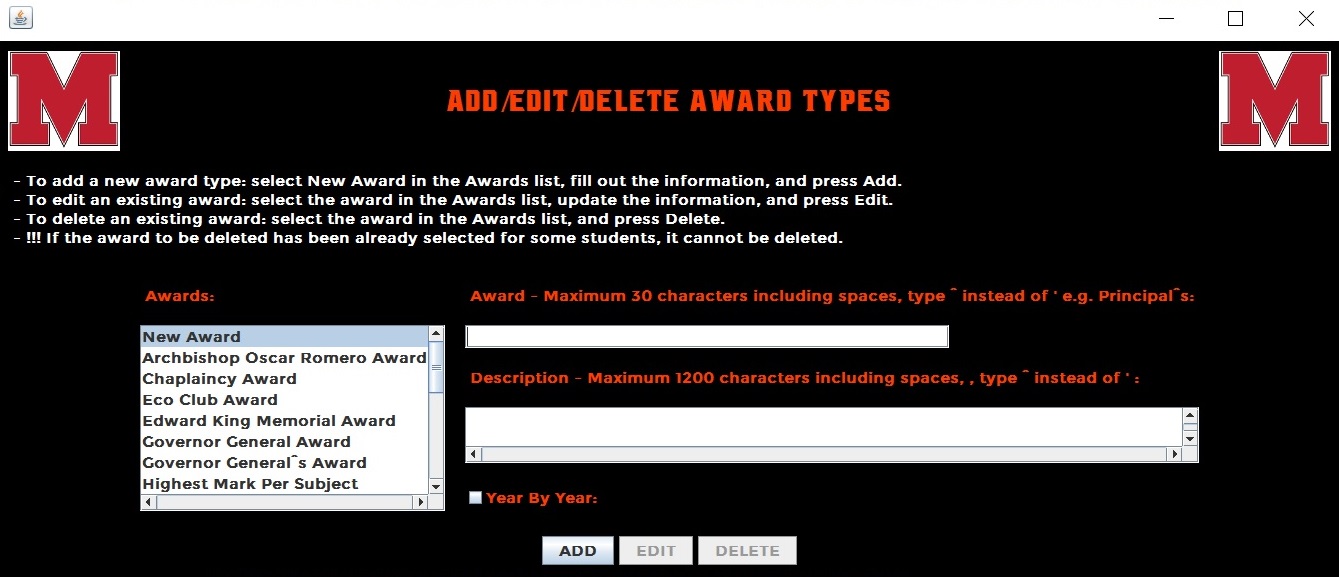 M
ADD/EDIT/DELETE AWARD TYPES
M
- To add a new award type: select New Award in the Awards list, fill out the information, and press Add.
- To edit an existing award: select the award in the Awards list, update the information, and press Edit.
- To delete an existing award: select the award in the Awards list, and press Delete.
- !!! If the award to be deleted has been already selected for some students, it cannot be deleted.
Awards:
New Award
Archbishop Oscar Romero Award
Chaplaincy Award
Eco Club Award
Edward King Memorial Award
Governor General Award
Governor General^s Award
Highest Mark Per Subject
Award - Maximum 30 characters including spaces, type ^ instead of ' e.g. Principal^s:
Description - Maximum 1200 characters including spaces, , type ^ instead of ' :
Year By Year:
ADD
EDIT
DELETE